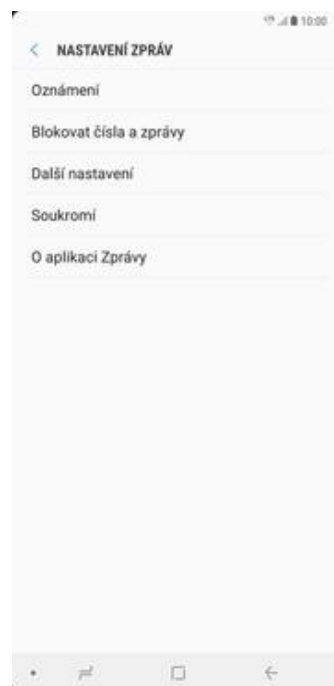 10:00
NASTAVENÍ ZPRÁV
Oznámení
Blokovat čísla a zprávy
Další nastavení
Soukromí
O aplikaci Zprávy